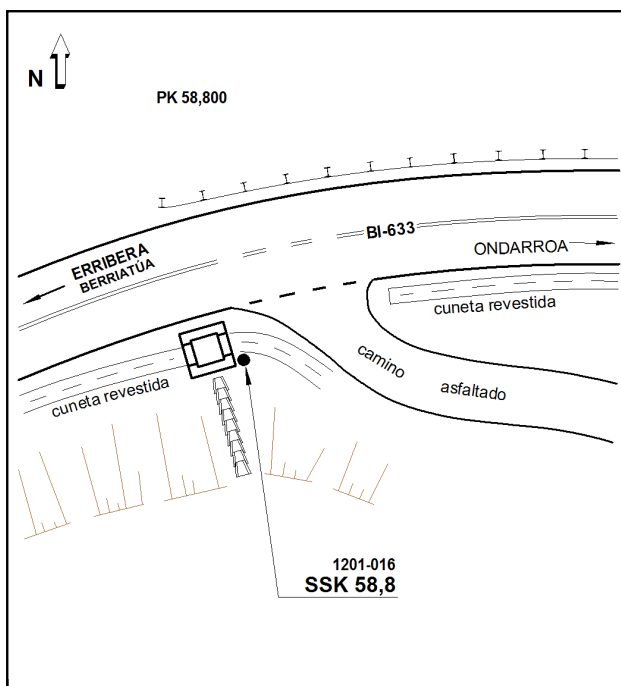 N
PK 58,800
BI-633
ONDARROA
ERRIBERA
BERRIATÚA
cuneta revestida
camino
asfaltado
cuneta revestida
1201-016
SSK 58,8